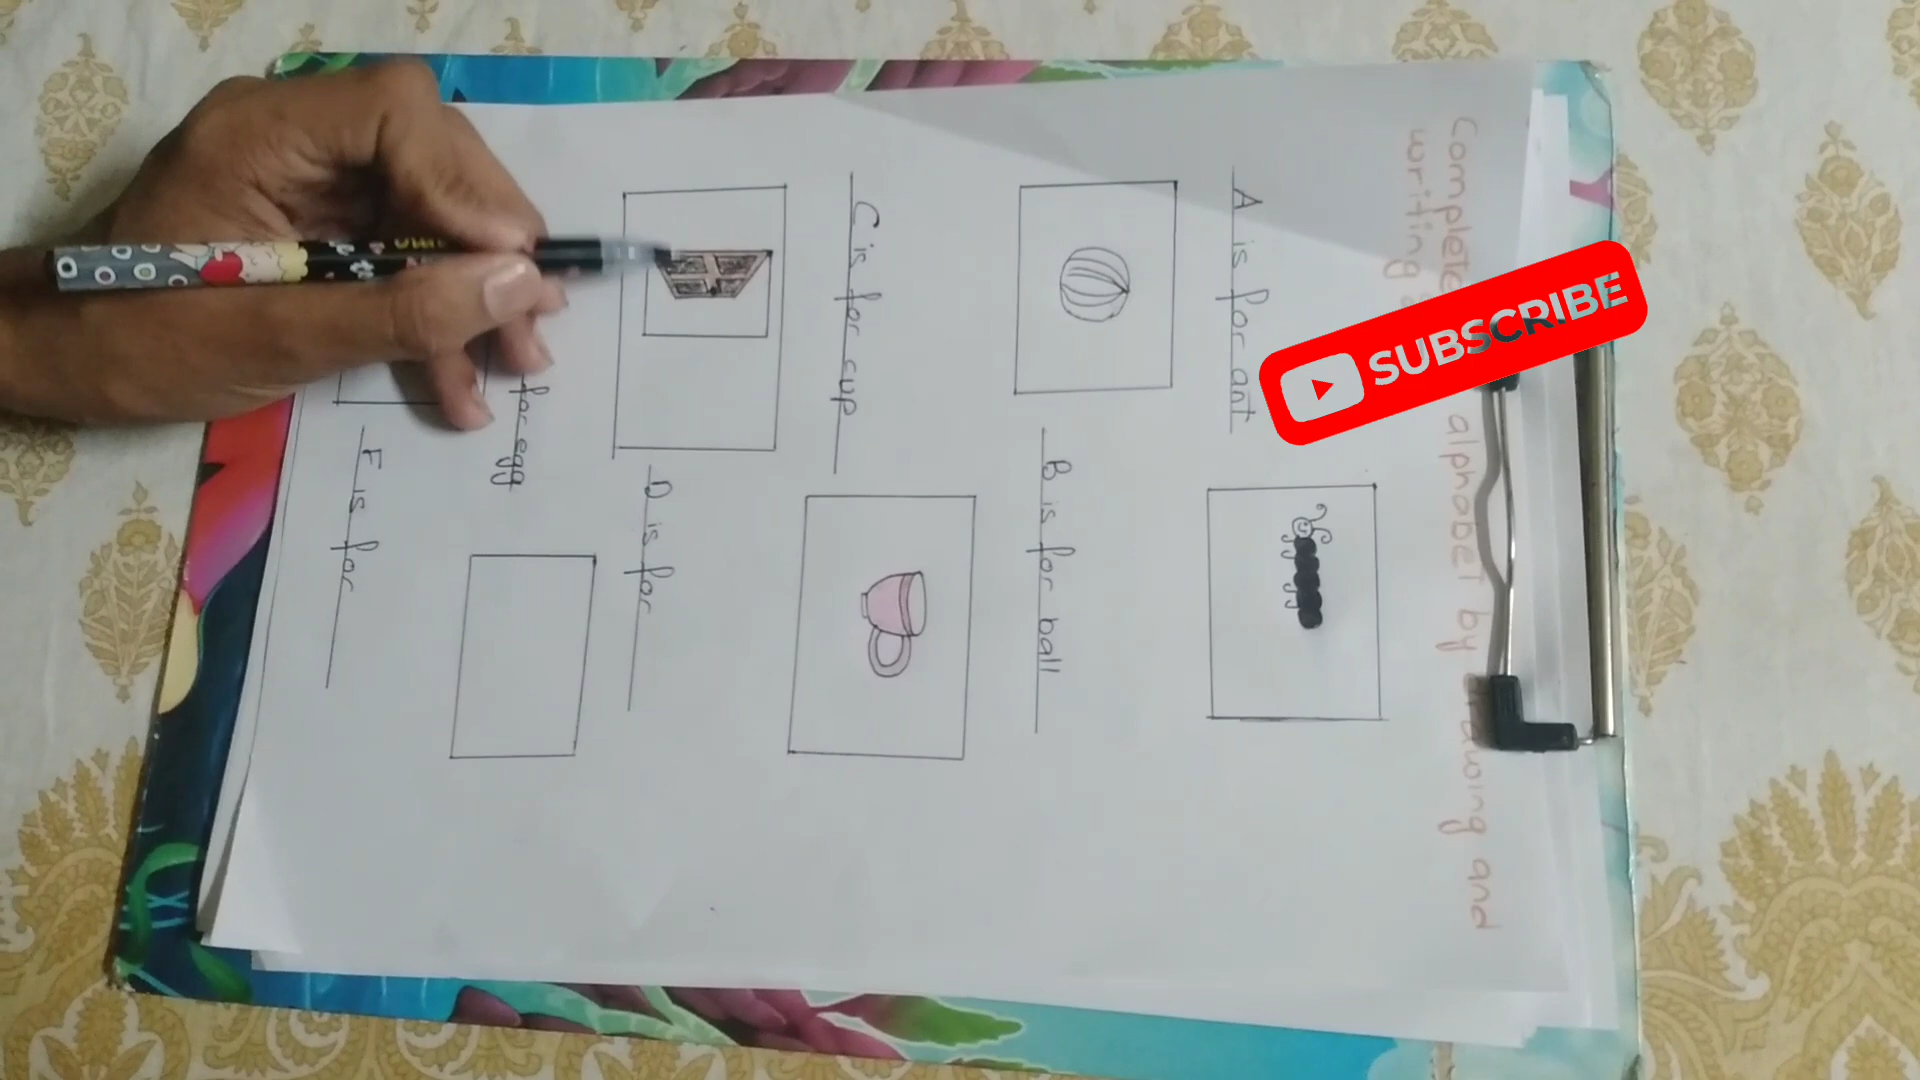 Complete alphabet by drawing and
writing
A is for ant
B is for ball
C is for cup
D is for
for egg
F is for
SUBSCRIBE